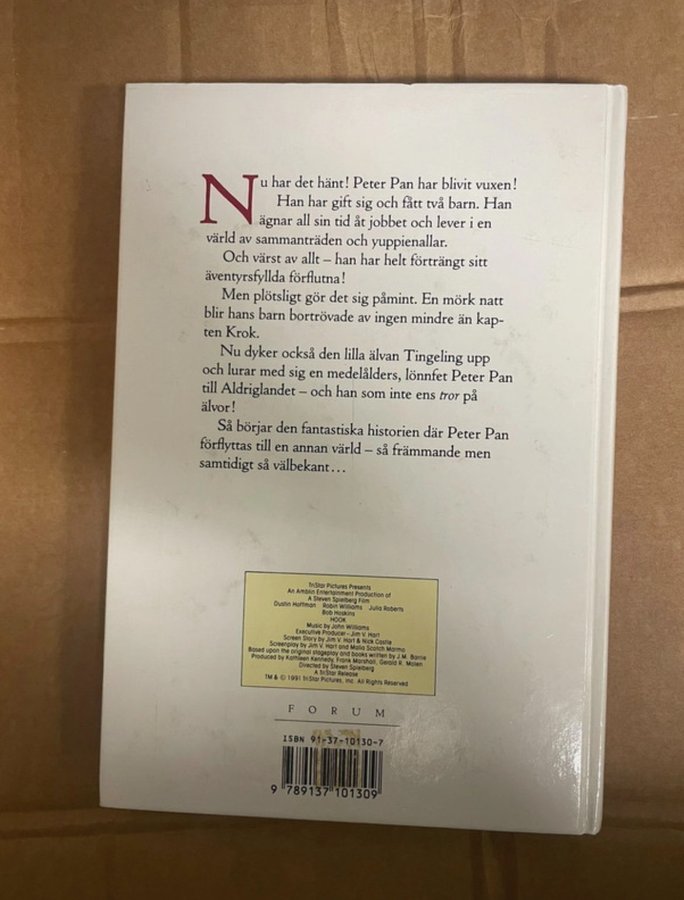 Nu har det hänt! Peter Pan har blivit vuxen!
Han har gift sig och fått två barn. Han
ägnar all sin tid åt jobbet och lever i en
värld av sammanträden och yuppienallar.
Och värst av allt – han har helt förträngt sitt
äventyrsfyllda förflutna!
Men plötsligt gör det sig påmint. En mörk natt
blir hans barn bortrövade av ingen mindre än kap-
ten Krok.
Nu dyker också den lilla älvan Tingeling upp
och lurar med sig en medelålders, lönnfet Peter Pan
till Aldriglandet – och han som inte ens tror på
älvor!
Så börjar den fantastiska historien där Peter Pan
förflyttas till en annan värld – så främmande men
samtidigt så välbekant...
TriStar Pictures Presents
An Amblin Entertainment Production of
A Steven Spielberg Film
Dustin Hoffman Robin Williams Julia Roberts
Bob Hoskins
HOOK
Music by John Williams
Executive Producer - Jim V. Hart
Screen Story by Jim V. Hart & Nick Castle
Screenplay by Jim V. Hart and Malia Scotch Marmo
Based upon the original stageplay and books written by J.M. Barrie
Produced by Kathleen Kennedy, Frank Marshall, Gerald R. Molen
Directed by Steven Spielberg
A TriStar Release
TM & © 1991 TriStar Pictures, Inc. All Rights Reserved
FORUM
ISBN 91-37-10130-7
9 789137 101309